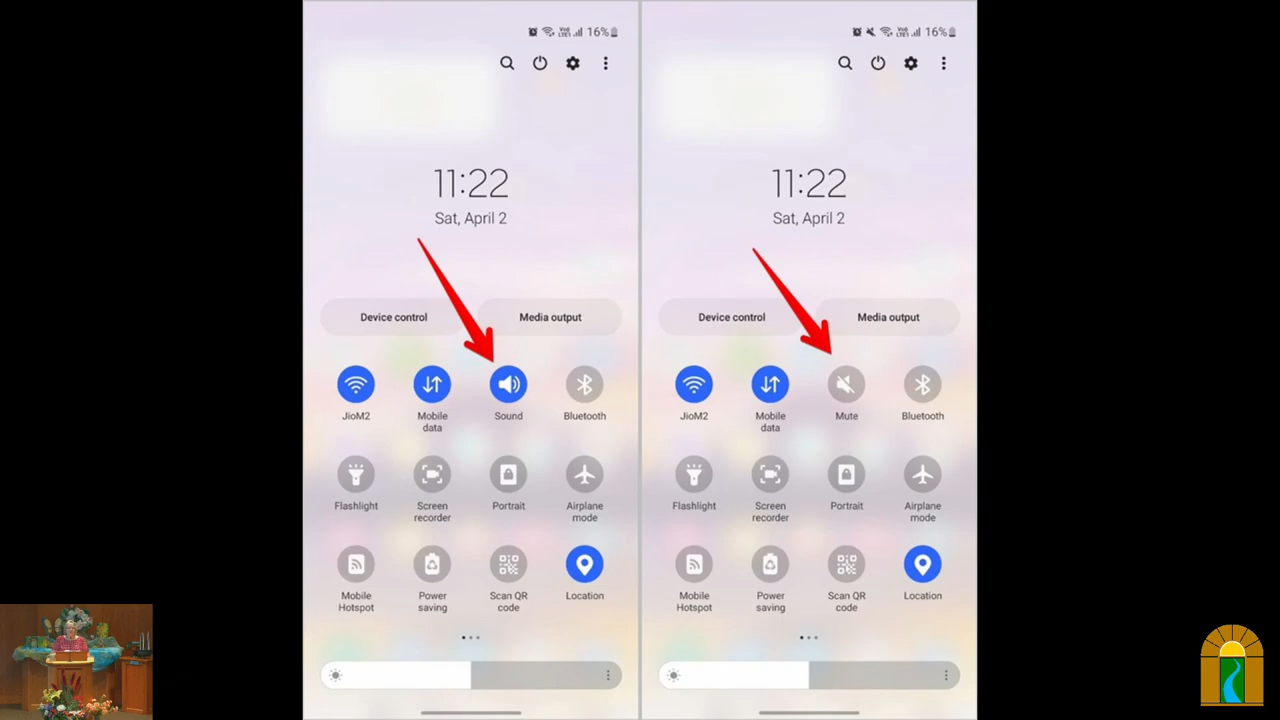 VoI) LTE1 16%
11:22
Sat, April 2
Device control Media output
JioM2 Mobile data Sound Bluetooth
Flashlight Screen recorder Portrait Airplane mode
Mobile Hotspot Power saving Scan QR code Location
16%
11:22
Sat, April 2
Device control Media output
JioM2 Mobile data Mute Bluetooth
Flashlight Screen recorder Portrait Airplane mode
Mobile Hotspot Power saving Scan QR code Location